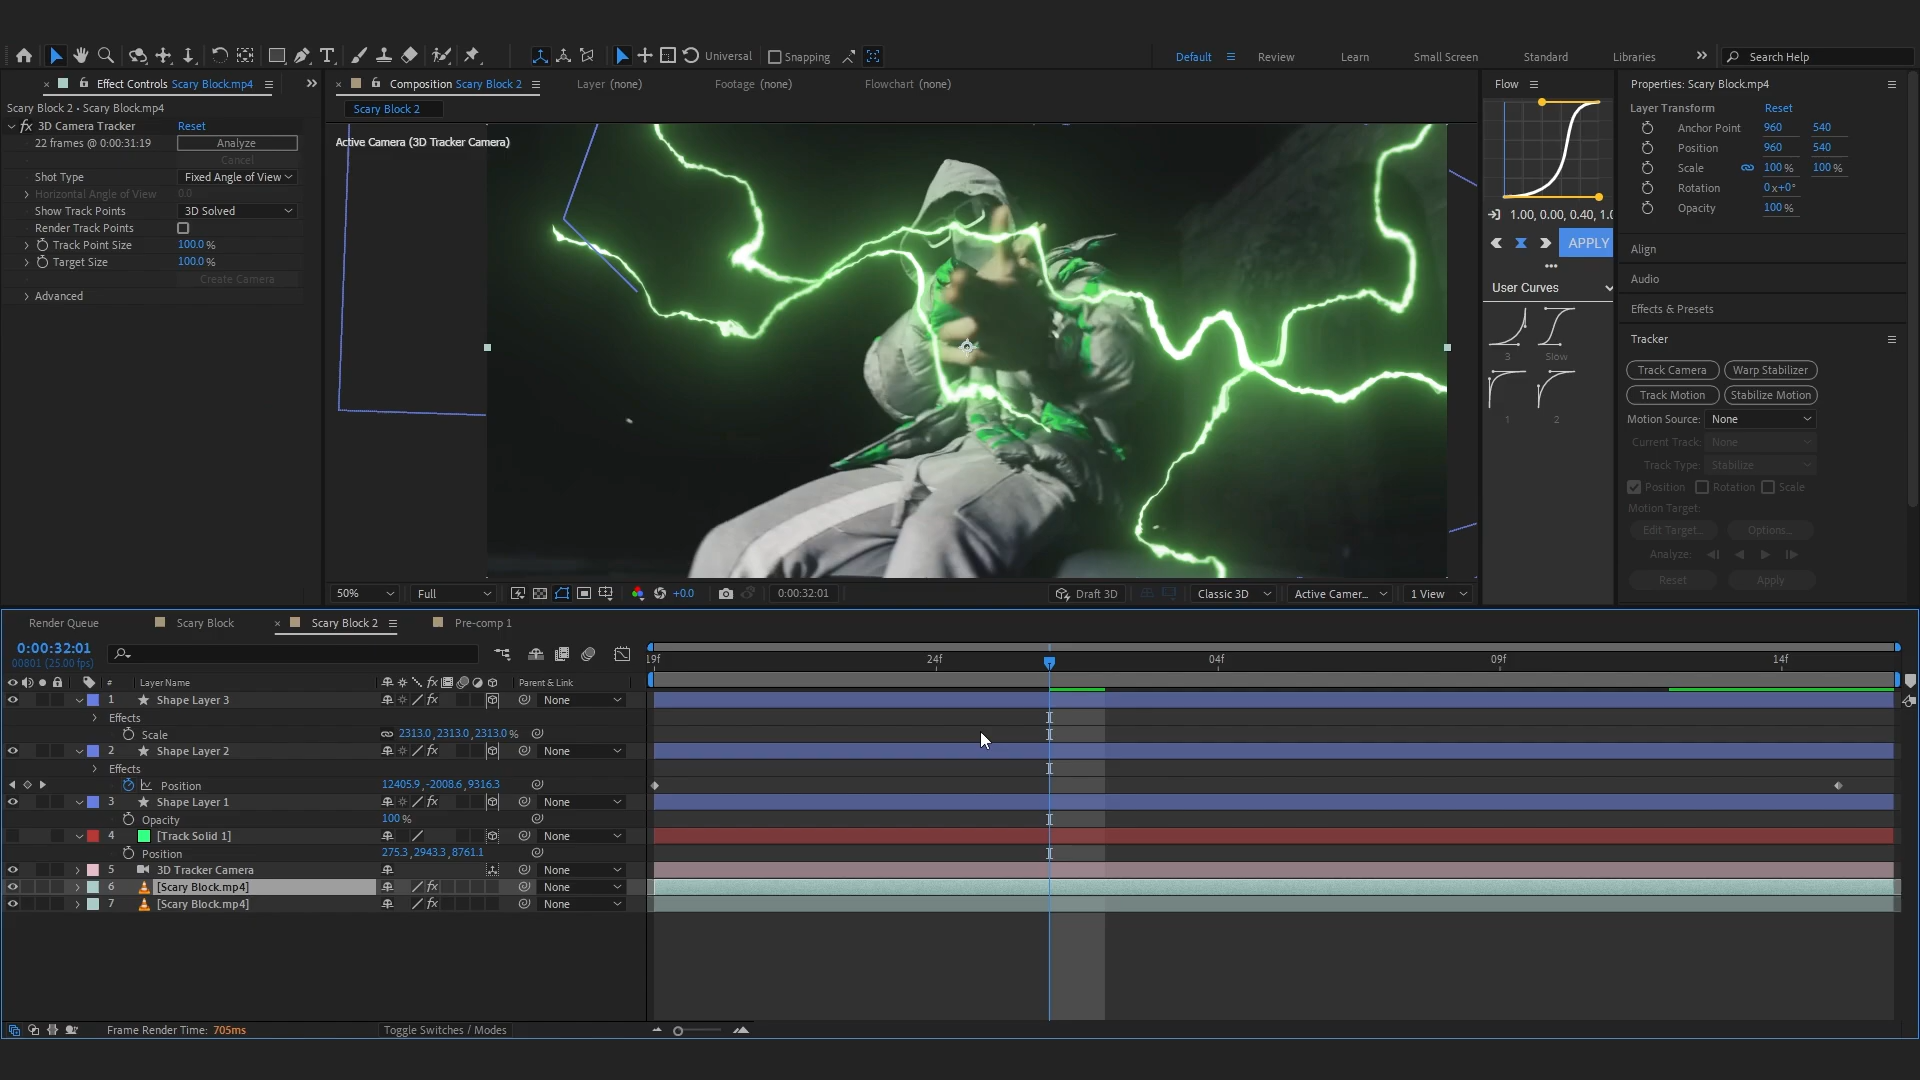 Universal
Snapping
Default
Review
Learn
Small Screen
Standard
Libraries
Search Help
Effect Controls Scary Block.mp4
Composition Scary Block 2
Layer (none)
Footage (none)
Flowchart (none)
Flow
Properties: Scary Block.mp4
Scary Block 2 • Scary Block.mp4
Scary Block 2
Layer Transform Reset
fx 3D Camera Tracker Reset
Anchor Point 960 540
22 frames @ 0:00:31:19 Analyze
Active Camera (3D Tracker Camera)
Position 960 540
Cancel
Scale 100 % 100 %
Shot Type Fixed Angle of View
Rotation 0x+0°
Horizontal Angle of View 0.0
Opacity 100 %
Show Track Points 3D Solved
1.00, 0.00, 0.40, 1.0
Render Track Points
APPLY
Track Point Size 100.0 %
Align
Target Size 100.0 %
Create Camera
Audio
Advanced
User Curves
Effects & Presets
Tracker
3 Slow
Track Camera Warp Stabilizer
Track Motion Stabilize Motion
1 2
Motion Source: None
Current Track: None
Track Type: Stabilize
Position Rotation Scale
Motion Target:
Edit Target... Options...
Analyze:
Reset Apply
50% Full +0.0 0:00:32:01 Draft 3D Classic 3D Active Camer... 1 View
Render Queue Scary Block Scary Block 2 Pre-comp 1
0:00:32:01
00801 (25.00 fps)
19f 24f 04f 09f 14f
# Layer Name fx Parent & Link
1 Shape Layer 3 fx None
Effects
Scale 2313.0,2313.0,2313.0 %
2 Shape Layer 2 fx None
Effects
Position 12405.9,-2008.6,9316.3
3 Shape Layer 1 fx None
Opacity 100 %
4 [Track Solid 1] None
Position 275.3,2943.3,8761.1
5 3D Tracker Camera None
6 [Scary Block.mp4] fx None
7 [Scary Block.mp4] fx None
Frame Render Time: 705ms Toggle Switches / Modes